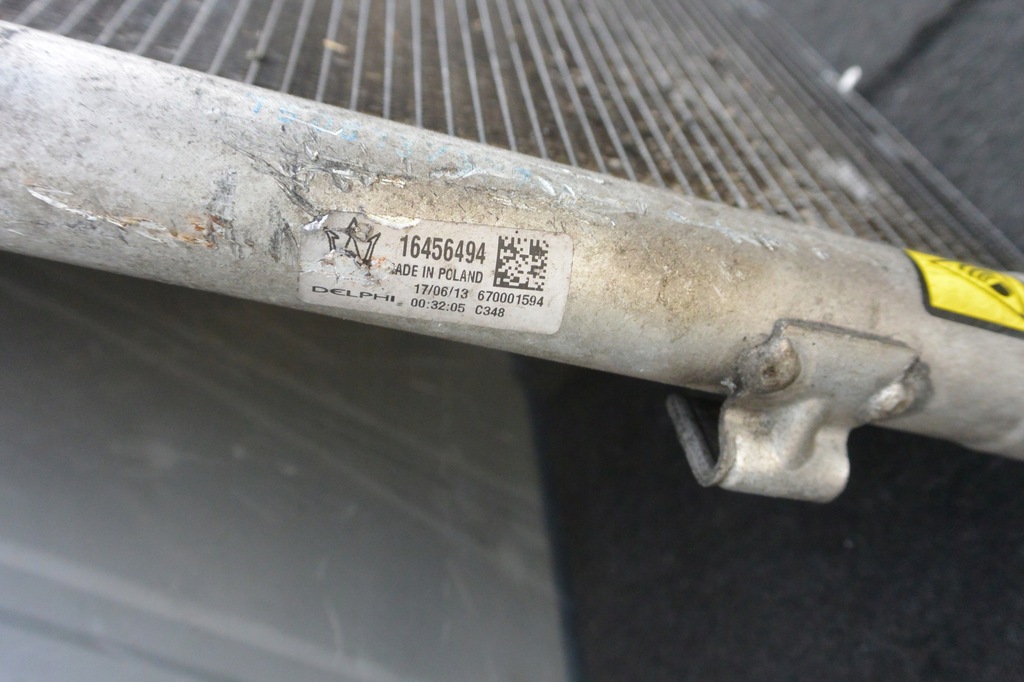 16456494
ADE IN POLAND
17/06/13 670001594
DELPHI 00:32:05 C348